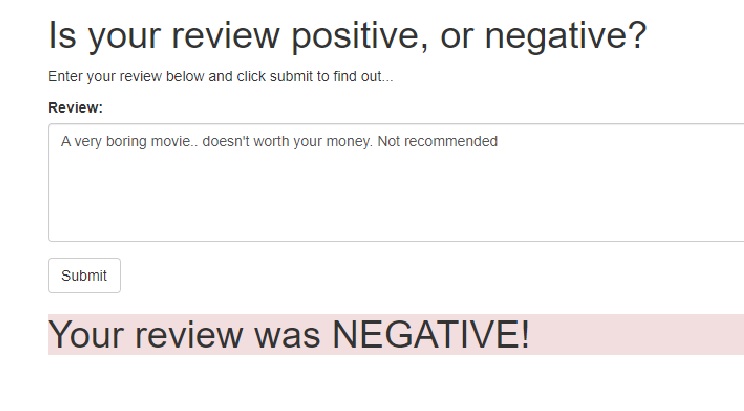 Is your review positive, or negative?
Enter your review below and click submit to find out...
Review:
A very boring movie.. doesn't worth your money. Not recommended
Submit
Your review was NEGATIVE!